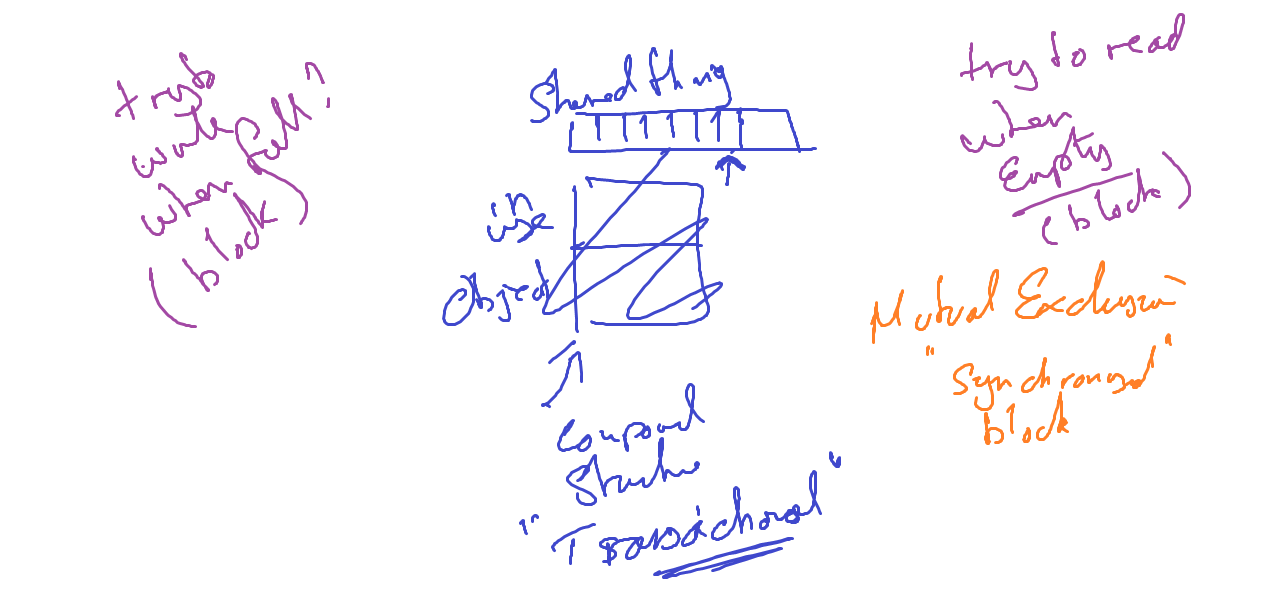 try to
write
when full?
(block)
Shared thing
in
use
Object
compound
Structure
"Transactional"
try to read
when
Empty
(block)
Mutual Exclusion
"Synchronized"
block